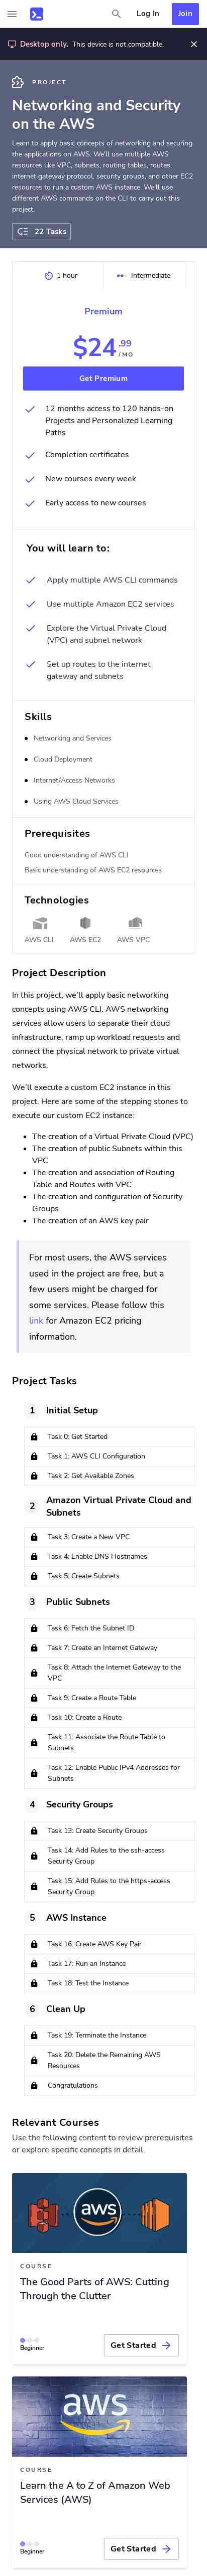 Log In
Join
Desktop only. This device is not compatible.
PROJECT
Networking and Security
on the AWS
Learn to apply basic concepts of networking and securing
the applications on AWS. We'll use multiple AWS
resources like VPC, subnets, routing tables, routes,
internet gateway protocol, security groups, and other EC2
resources to run a custom AWS instance. We'll use
different AWS commands on the CLI to carry out this
project.
22 Tasks
1 hour
Intermediate
Premium
$24 .99 /MO
Get Premium
12 months access to 120 hands-on
Projects and Personalized Learning
Paths
Completion certificates
New courses every week
Early access to new courses
You will learn to:
Apply multiple AWS CLI commands
Use multiple Amazon EC2 services
Explore the Virtual Private Cloud
(VPC) and subnet network
Set up routes to the internet
gateway and subnets
Skills
Networking and Services
Cloud Deployment
Internet/Access Networks
Using AWS Cloud Services
Prerequisites
Good understanding of AWS CLI
Basic understanding of AWS EC2 resources
Technologies
AWS CLI
AWS EC2
AWS VPC
Project Description
In this project, we'll apply basic networking
concepts using AWS CLI. AWS networking
services allow users to separate their cloud
infrastructure, ramp up workload requests and
connect the physical network to private virtual
networks.
We'll execute a custom EC2 instance in this
project. Here are some of the stepping stones to
execute our custom EC2 instance:
The creation of a Virtual Private Cloud (VPC)
The creation of public Subnets within this
VPC
The creation and association of Routing
Table and Routes with VPC
The creation and configuration of Security
Groups
The creation of an AWS key pair
For most users, the AWS services
used in the project are free, but a
few users might be charged for
some services. Please follow this
link for Amazon EC2 pricing
information.
Project Tasks
1 Initial Setup
Task 0: Get Started
Task 1: AWS CLI Configuration
Task 2: Get Available Zones
2 Amazon Virtual Private Cloud and
Subnets
Task 3: Create a New VPC
Task 4: Enable DNS Hostnames
Task 5: Create Subnets
3 Public Subnets
Task 6: Fetch the Subnet ID
Task 7: Create an Internet Gateway
Task 8: Attach the Internet Gateway to the
VPC
Task 9: Create a Route Table
Task 10: Create a Route
Task 11: Associate the Route Table to
Subnets
Task 12: Enable Public IPv4 Addresses for
Subnets
4 Security Groups
Task 13: Create Security Groups
Task 14: Add Rules to the ssh-access
Security Group
Task 15: Add Rules to the https-access
Security Group
5 AWS Instance
Task 16: Create AWS Key Pair
Task 17: Run an Instance
Task 18: Test the Instance
6 Clean Up
Task 19: Terminate the Instance
Task 20: Delete the Remaining AWS
Resources
Congratulations
Relevant Courses
Use the following content to review prerequisites
or explore specific concepts in detail.
aws
COURSE
The Good Parts of AWS: Cutting
Through the Clutter
Beginner
Get Started
aws
COURSE
Learn the A to Z of Amazon Web
Services (AWS)
Beginner
Get Started